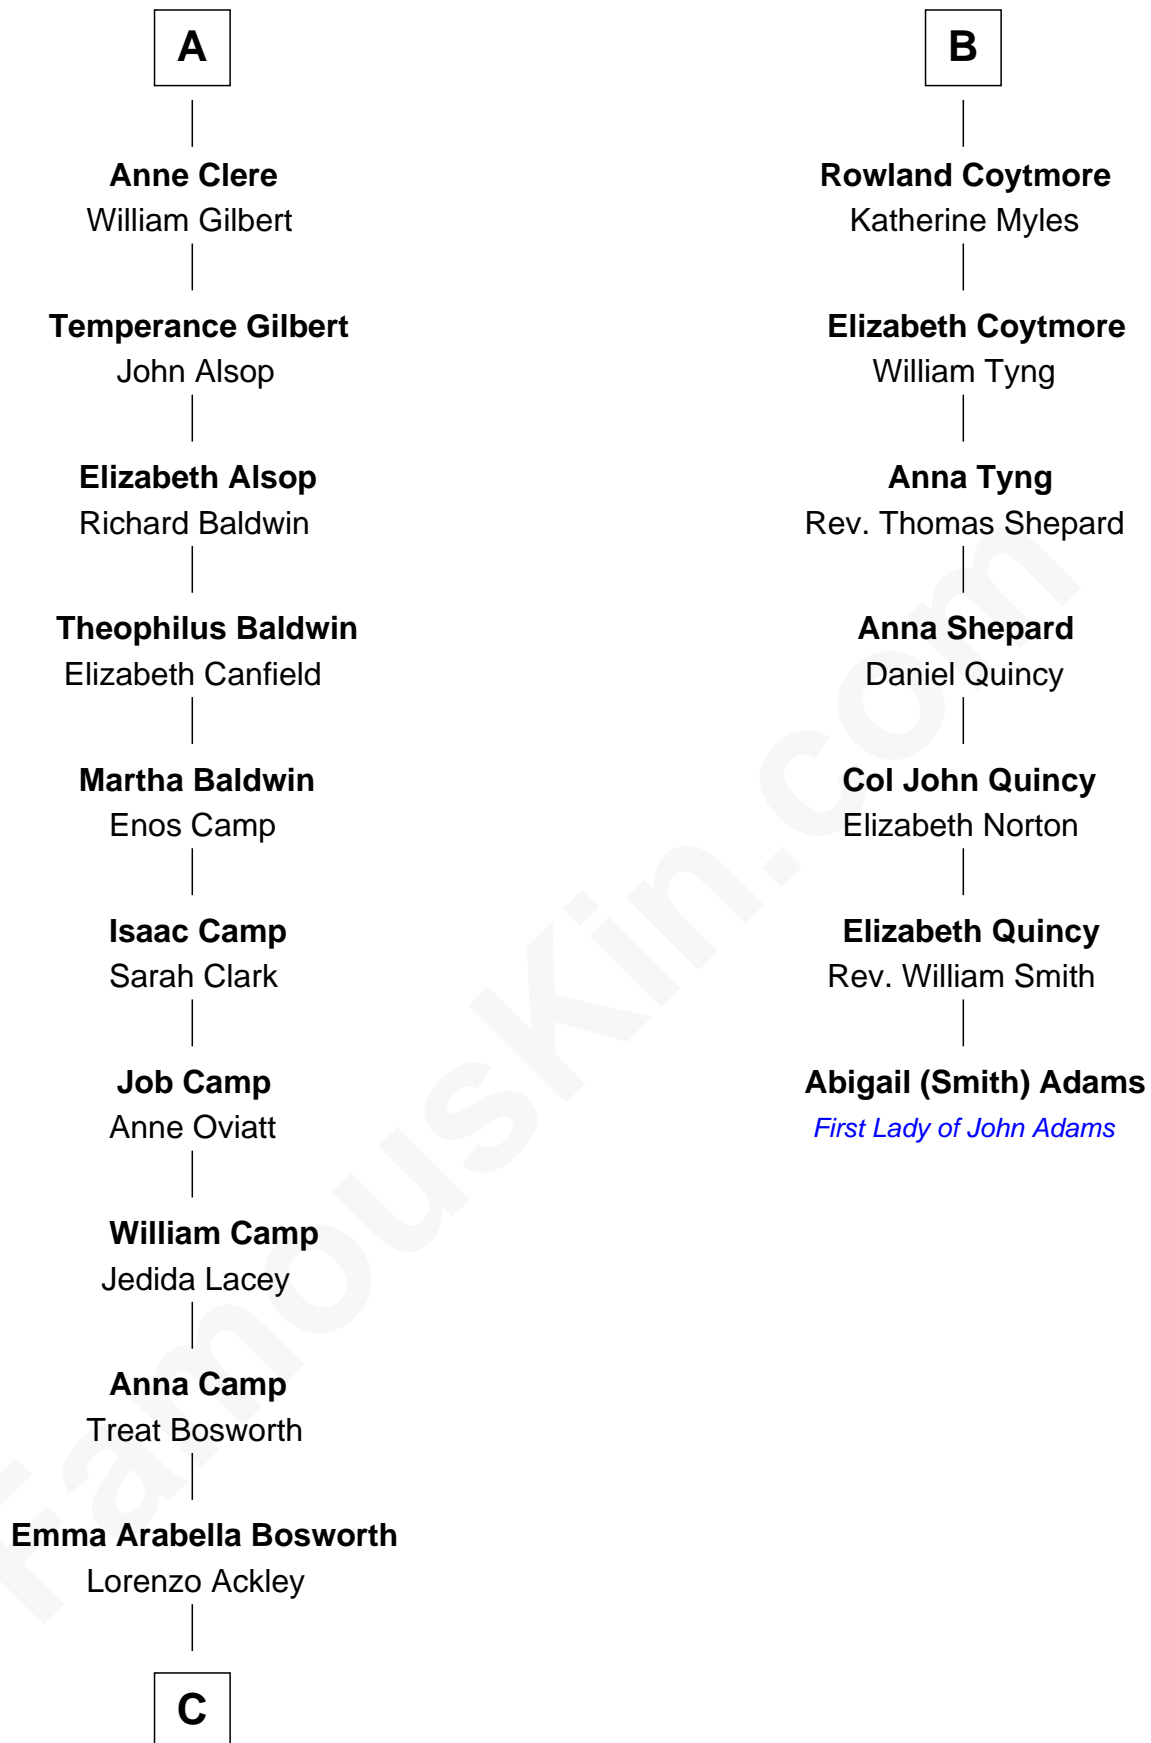 A
Anne Clere
William Gilbert
Temperance Gilbert
John Alsop
Elizabeth Alsop
Richard Baldwin
Theophilus Baldwin
Elizabeth Canfield
Martha Baldwin
Enos Camp
Isaac Camp
Sarah Clark
Job Camp
Anne Oviatt
William Camp
Jedida Lacey
Anna Camp
Treat Bosworth
Emma Arabella Bosworth
Lorenzo Ackley
C
B
Rowland Coytmore
Katherine Myles
Elizabeth Coytmore
William Tyng
Anna Tyng
Rev. Thomas Shepard
Anna Shepard
Daniel Quincy
Col John Quincy
Elizabeth Norton
Elizabeth Quincy
Rev. William Smith
Abigail (Smith) Adams
First Lady of John Adams
FamousKin.com